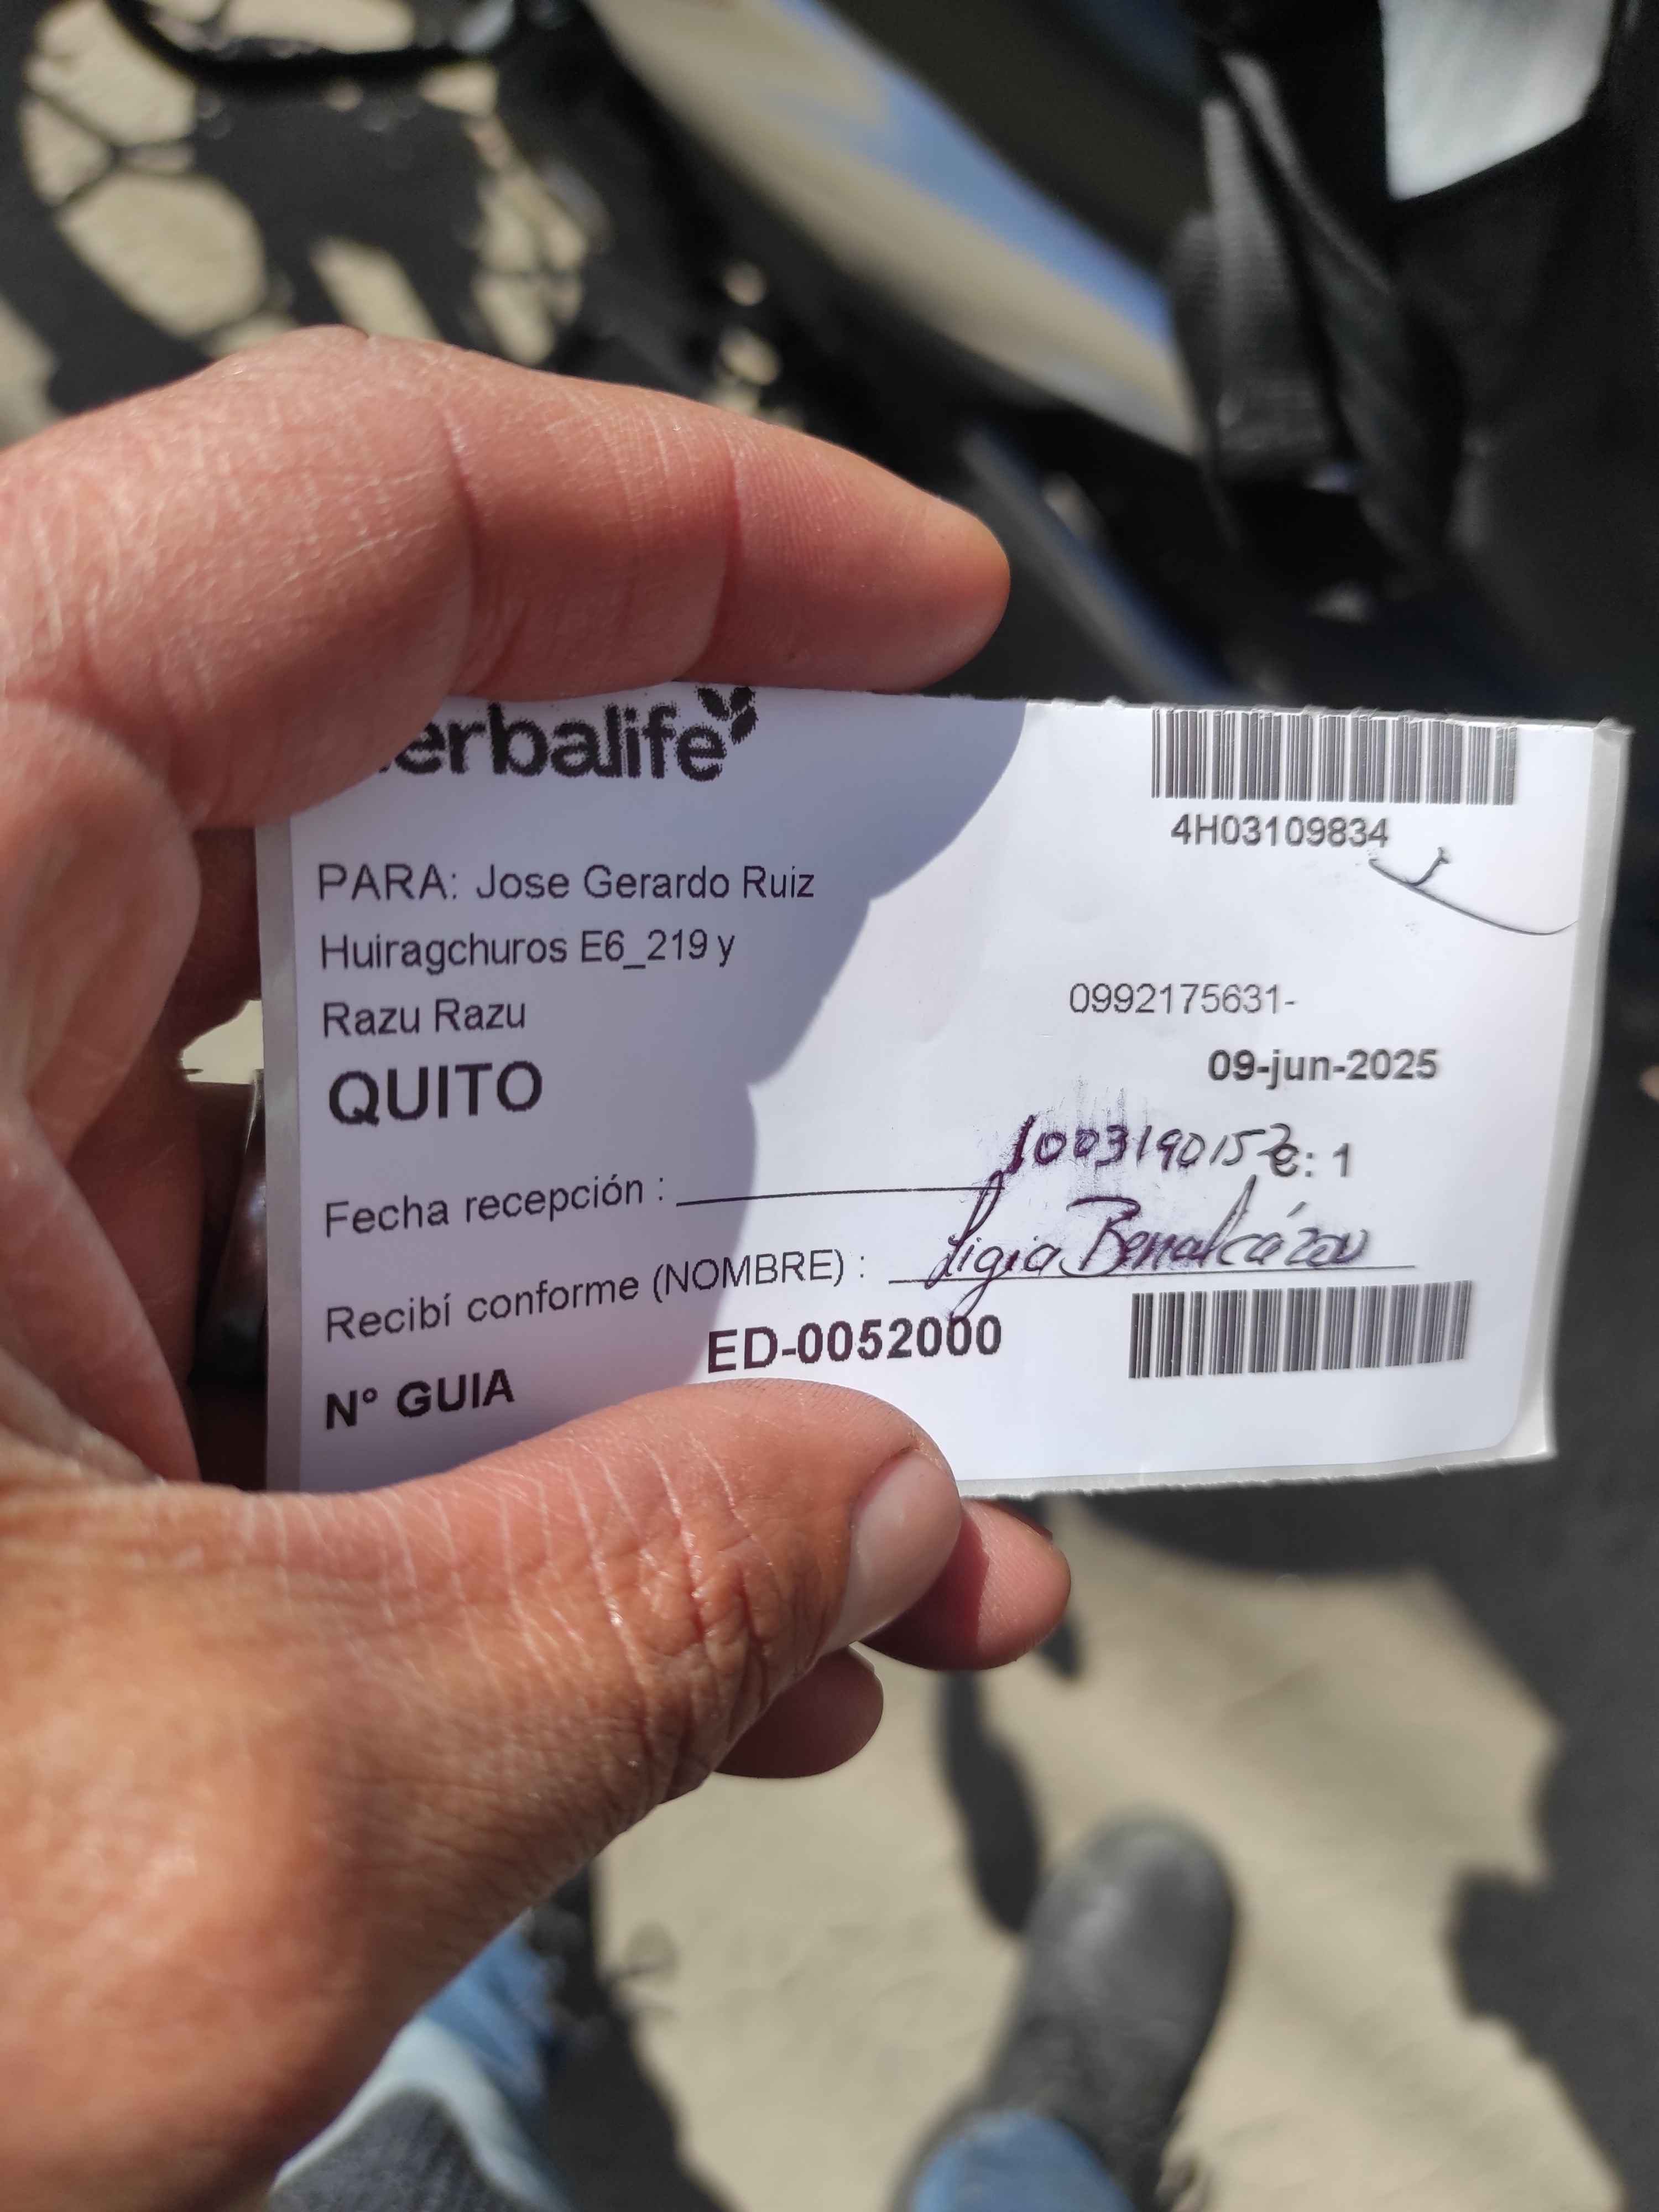 erbalife
4H03109834
PARA: Jose Gerardo Ruiz
Huiragchuros E6_219 y
Razu Razu
0992175631-
QUITO
09-jun-2025
: 1
Fecha recepción :
Recibí conforme (NOMBRE) : Ligia Benalcázar
N° GUIA ED-0052000